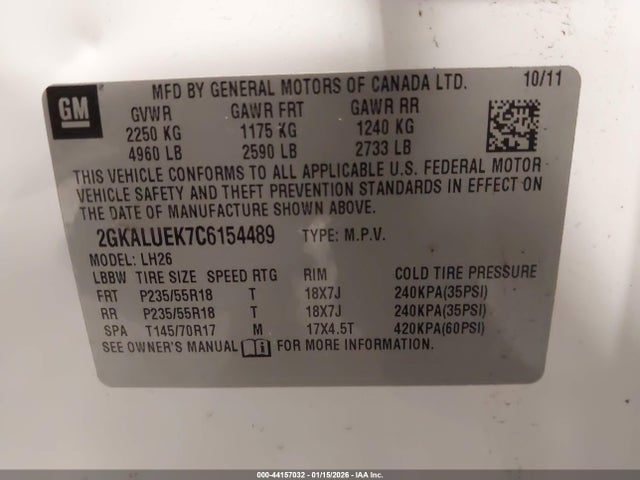 MFD BY GENERAL MOTORS OF CANADA LTD. 10/11
GM
GVWR GAWR FRT GAWR RR
2250 KG 1175 KG 1240 KG
4960 LB 2590 LB 2733 LB
THIS VEHICLE CONFORMS TO ALL APPLICABLE U.S. FEDERAL MOTOR
VEHICLE SAFETY AND THEFT PREVENTION STANDARDS IN EFFECT ON
THE DATE OF MANUFACTURE SHOWN ABOVE.
2GKALUEK7C6154489 TYPE: M.P.V.
MODEL: LH26
LBBW TIRE SIZE SPEED RTG RIM COLD TIRE PRESSURE
FRT P235/55R18 T 18X7J 240KPA(35PSI)
RR P235/55R18 T 18X7J 240KPA(35PSI)
SPA T145/70R17 M 17X4.5T 420KPA(60PSI)
SEE OWNER'S MANUAL FOR MORE INFORMATION.
000-44157032 - 01/15/2026 - IAA Inc.